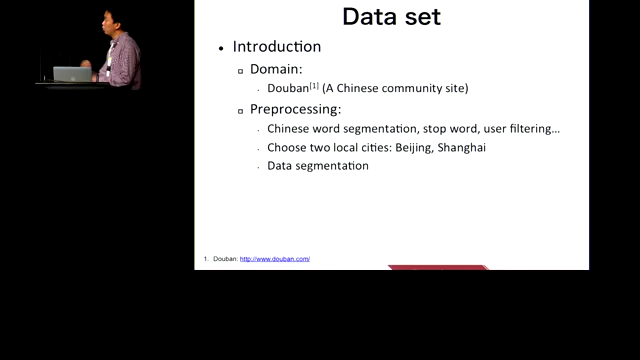 Data set
• Introduction
Domain:
Douban[1] (A Chinese community site)
Preprocessing:
Chinese word segmentation, stop word, user filtering...
Choose two local cities: Beijing, Shanghai
Data segmentation
1. Douban: http://www.douban.com/